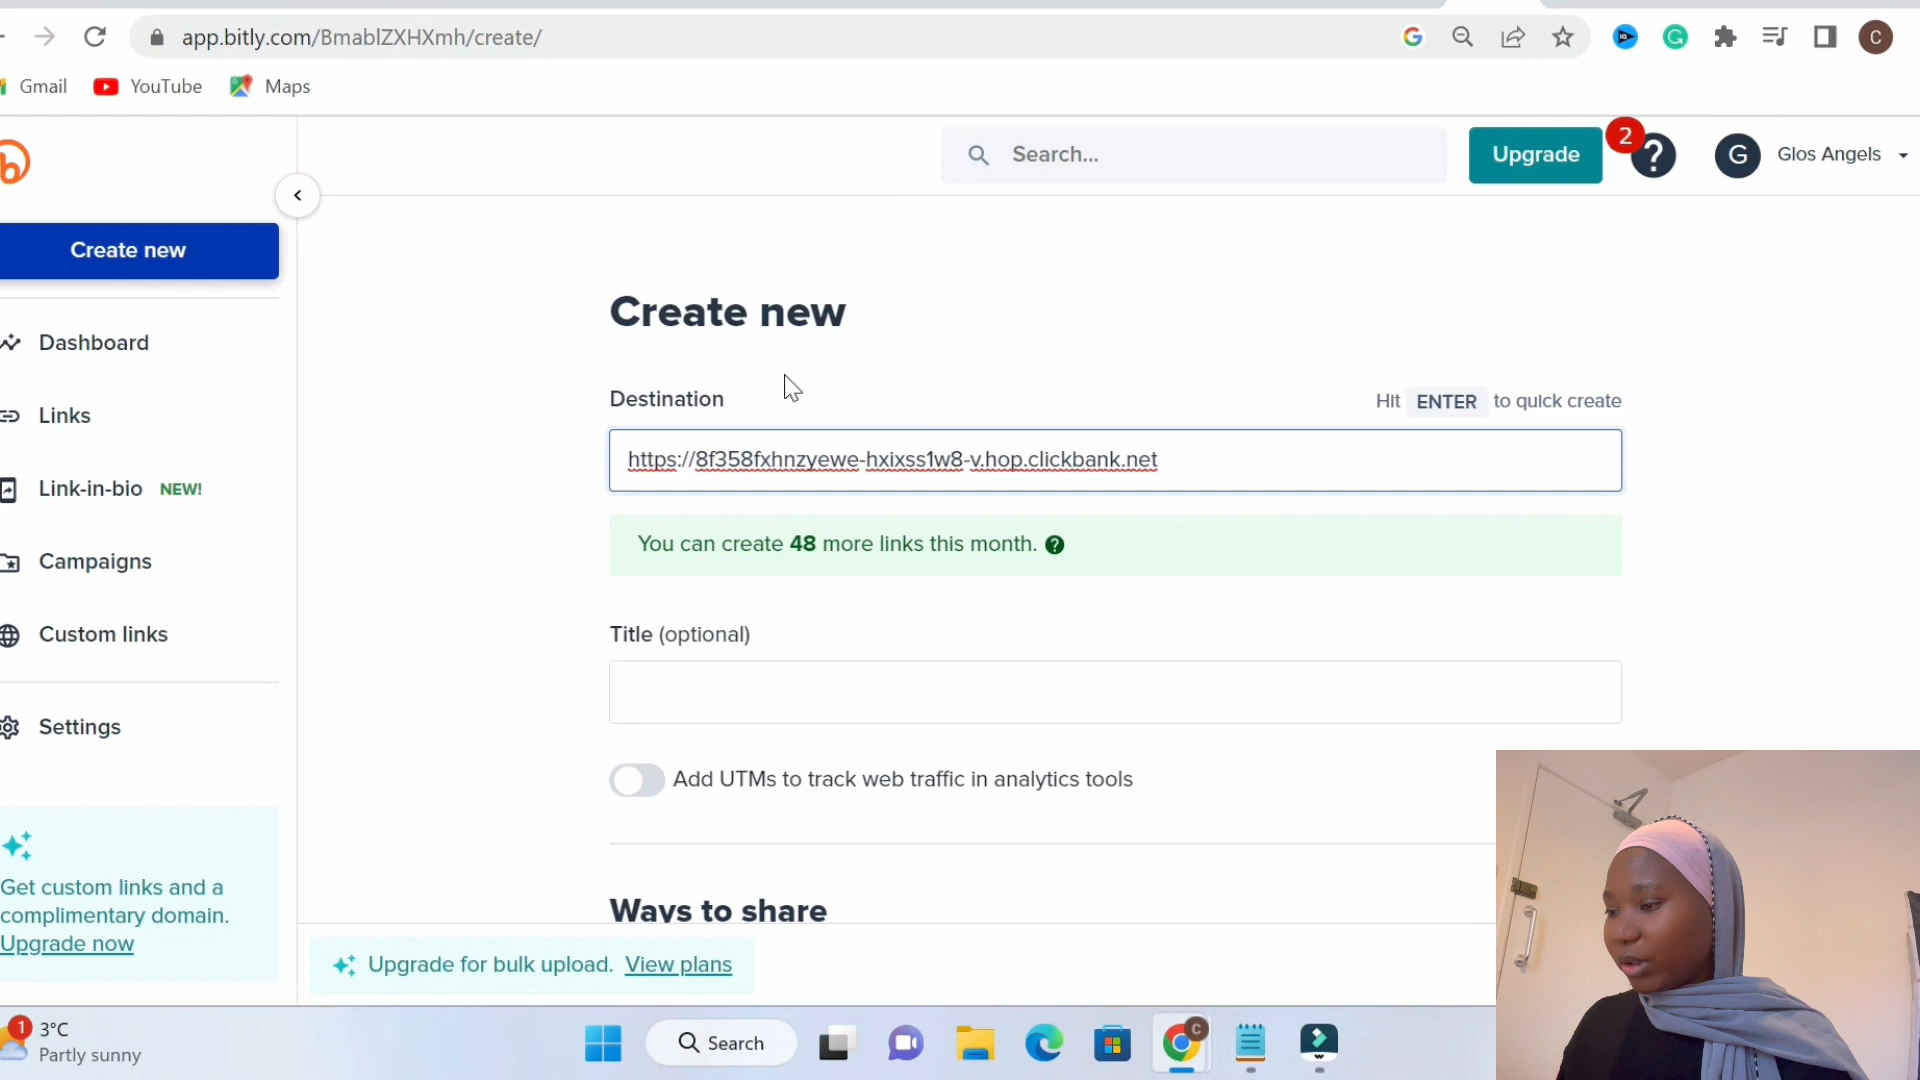 app.bitly.com/BmablZXHXmh/create/
C
Gmail
YouTube
Maps
b
Search...
Upgrade
2
?
G
Glos Angels
Create new
Dashboard
Links
Link-in-bio NEW!
Campaigns
Custom links
Settings
Get custom links and a
complimentary domain.
Upgrade now
Create new
Destination
Hit ENTER to quick create
https://8f358fxhnzyewe-hxixss1w8-v.hop.clickbank.net
You can create 48 more links this month. ?
Title (optional)
Add UTMs to track web traffic in analytics tools
Ways to share
Upgrade for bulk upload. View plans
1
3°C
Partly sunny
Search
C